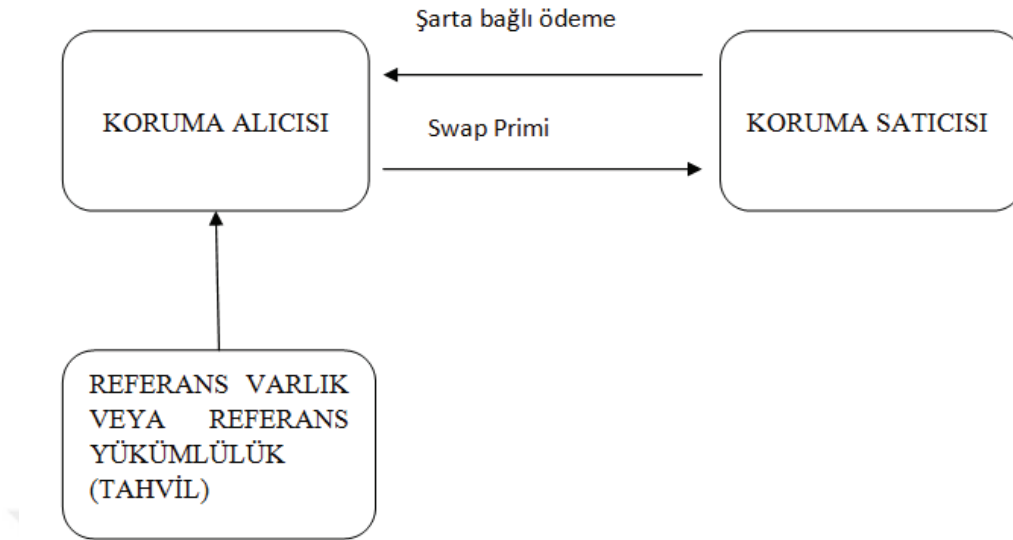 Şarta bağlı ödeme
KORUMA ALICISI
KORUMA SATICISI
Swap Primi
REFERANS VARLIK
VEYA REFERANS
YÜKÜMLÜLÜK
(TAHVİL)